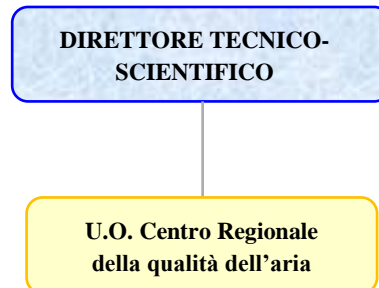 DIRETTORE TECNICO-
SCIENTIFICO
U.O. Centro Regionale
della qualità dell’aria